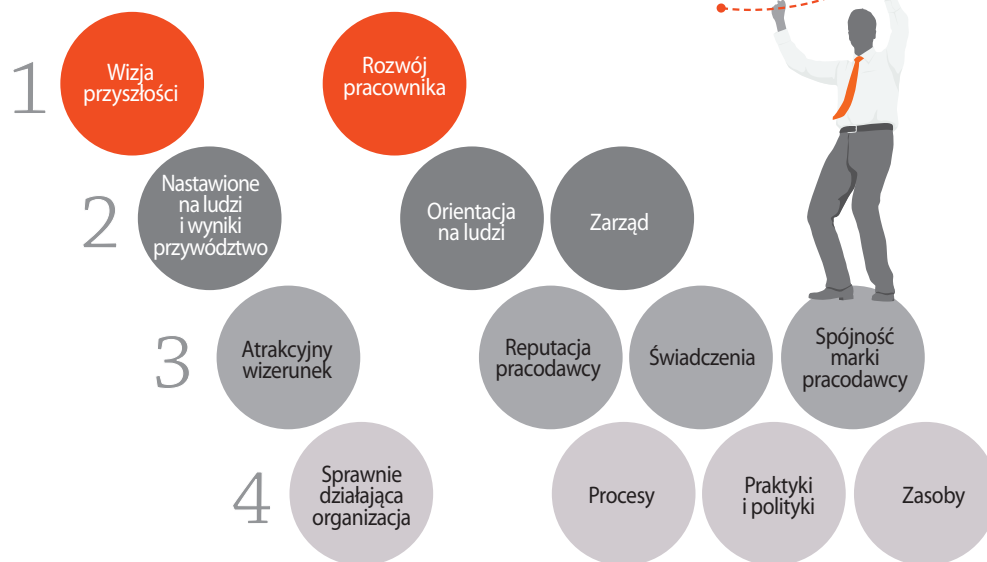 1
Wizja
przyszłości
Rozwój
pracownika
2
Nastawione
na ludzi
i wyniki
przywództwo
Orientacja
na ludzi
Zarząd
3
Atrakcyjny
wizerunek
Reputacja
pracodawcy
Świadczenia
Spójność
marki
pracodawcy
4
Sprawnie
działająca
organizacja
Procesy
Praktyki
i polityki
Zasoby